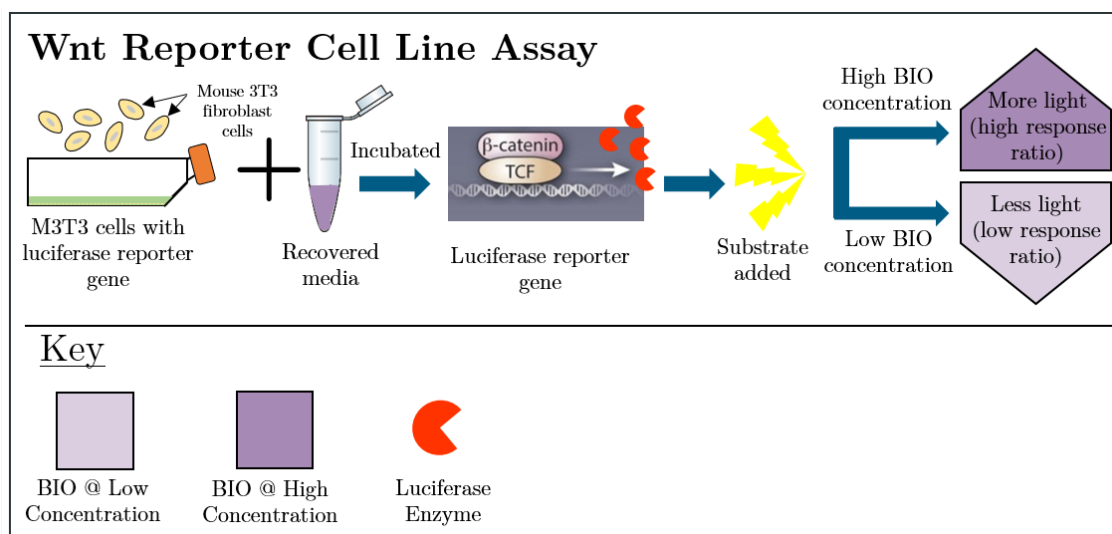 Wnt Reporter Cell Line Assay
Mouse 3T3
fibroblast
cells
M3T3 cells with
luciferase reporter
gene
Recovered
media
Incubated
β-catenin
TCF
Luciferase reporter
gene
Substrate
added
High BIO
concentration
Low BIO
concentration
More light
(high response
ratio)
Less light
(low response
ratio)
Key
BIO @ Low
Concentration
BIO @ High
Concentration
Luciferase
Enzyme